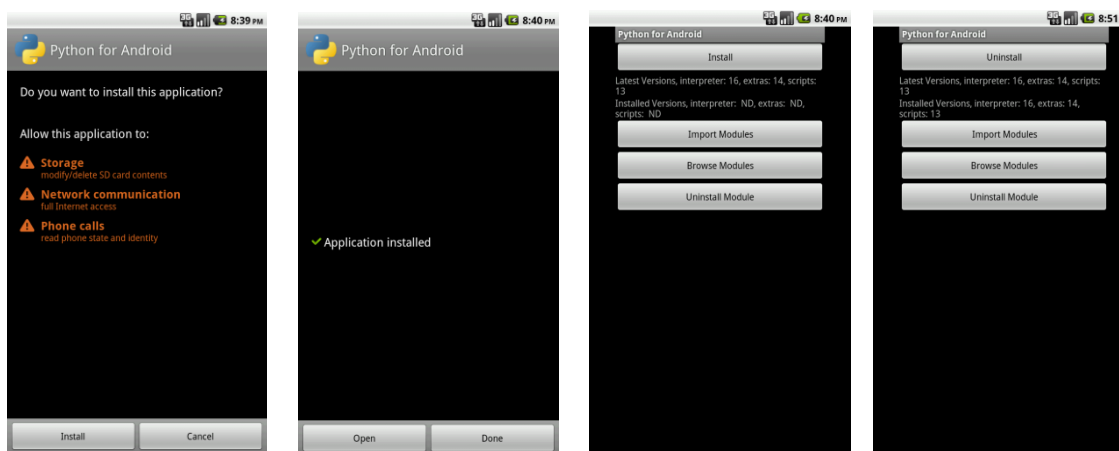 3G 8:39 PM
Python for Android
Do you want to install this application?
Allow this application to:
Storage
modify/delete SD card contents
Network communication
full Internet access
Phone calls
read phone state and identity
Install
Cancel
3G 8:40 PM
Python for Android
Application installed
Open
Done
3G 8:40 PM
Python for Android
Install
Latest Versions, interpreter: 16, extras: 14, scripts:
13
Installed Versions, interpreter: ND, extras: ND,
scripts: ND
Import Modules
Browse Modules
Uninstall Module
3G 8:51
Python for Android
Uninstall
Latest Versions, interpreter: 16, extras: 14, scripts:
13
Installed Versions, interpreter: 16, extras: 14,
scripts: 13
Import Modules
Browse Modules
Uninstall Module